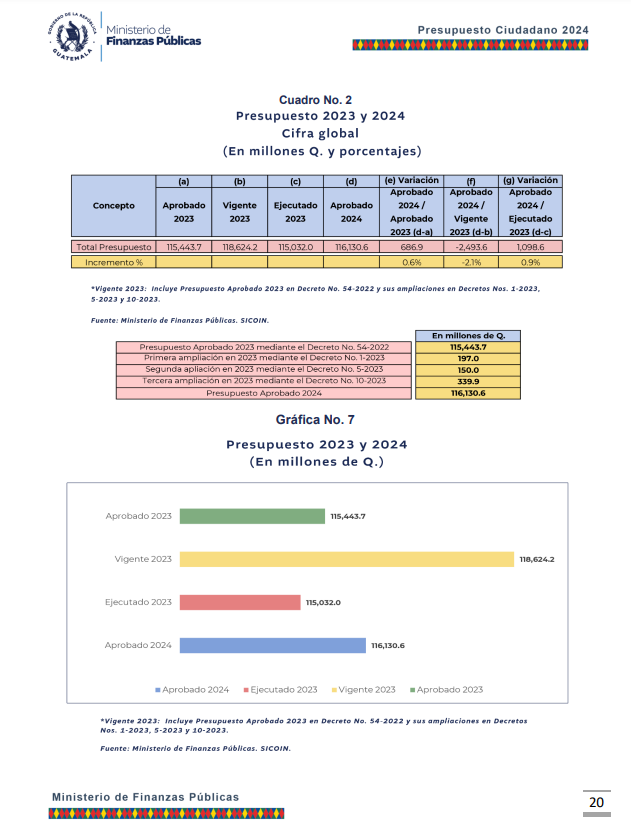 GOBIERNO DE LA REPÚBLICA
GUATEMALA
Ministerio de
Finanzas Públicas
Presupuesto Ciudadano 2024
Cuadro No. 2
Presupuesto 2023 y 2024
Cifra global
(En millones Q. y porcentajes)
Concepto (a) Aprobado 2023 (b) Vigente 2023 (c) Ejecutado 2023 (d) Aprobado 2024 (e) Variación Aprobado 2024 / Aprobado 2023 (d-a) (f) Aprobado 2024 / Vigente 2023 (d-b) (g) Variación Aprobado 2024 / Ejecutado 2023 (d-c)
Total Presupuesto 115,443.7 118,624.2 115,032.0 116,130.6 686.9 -2,493.6 1,098.6
Incremento % 0.6% -2.1% 0.9%
*Vigente 2023: Incluye Presupuesto Aprobado 2023 en Decreto No. 54-2022 y sus ampliaciones en Decretos Nos. 1-2023,
5-2023 y 10-2023.
Fuente: Ministerio de Finanzas Públicas. SICOIN.
En millones de Q.
Presupuesto Aprobado 2023 mediante el Decreto No. 54-2022 115,443.7
Primera ampliación en 2023 mediante el Decreto No. 1-2023 197.0
Segunda apliación en 2023 mediante el Decreto No. 5-2023 150.0
Tercera ampliación en 2023 mediante el Decreto No. 10-2023 339.9
Presupuesto Aprobado 2024 116,130.6
Gráfica No. 7
Presupuesto 2023 y 2024
(En millones de Q.)
Aprobado 2023 115,443.7
Vigente 2023 118,624.2
Ejecutado 2023 115,032.0
Aprobado 2024 116,130.6
Aprobado 2024 Ejecutado 2023 Vigente 2023 Aprobado 2023
*Vigente 2023: Incluye Presupuesto Aprobado 2023 en Decreto No. 54-2022 y sus ampliaciones en Decretos
Nos. 1-2023, 5-2023 y 10-2023.
Fuente: Ministerio de Finanzas Públicas. SICOIN.
Ministerio de Finanzas Públicas
20